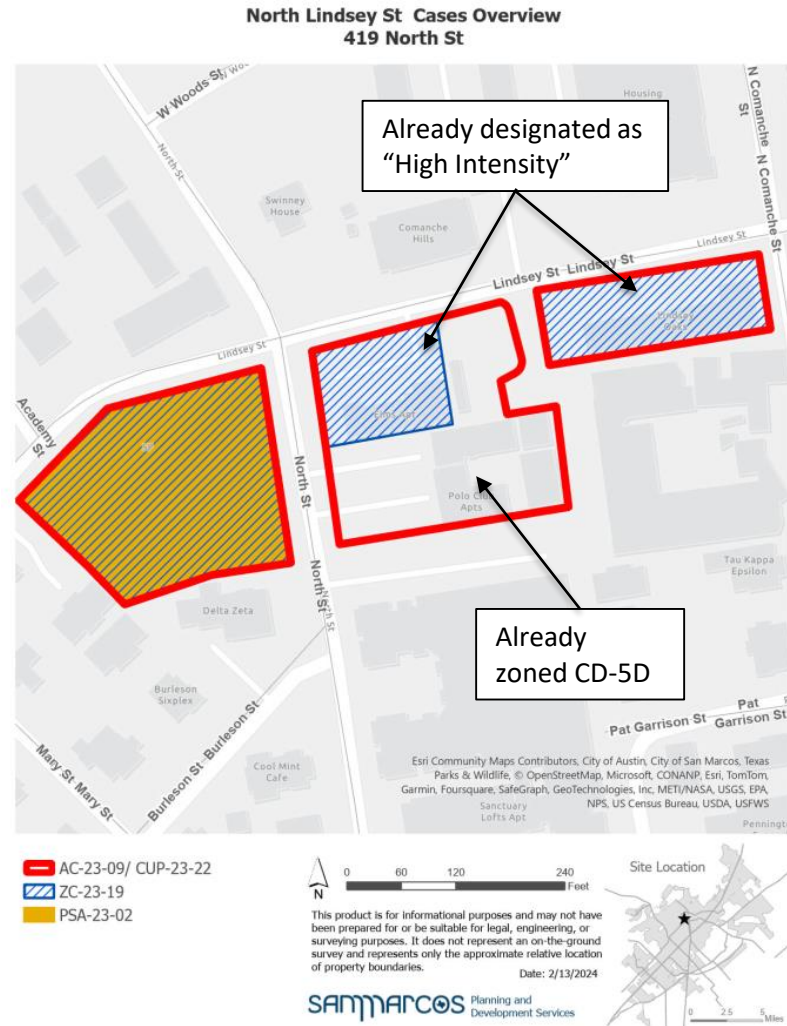 North Lindsey St Cases Overview
419 North St
W Woods St
North St
Housing
N Comanche St
N Comanche St
Already designated as
“High Intensity”
Swinney
House
Comanche
Hills
Lindsey St
Lindsey St
Lindsey St
Lindsey St
Lindsey
Oaks
Academy
St
Elms Apt
North St
Polo Club
Apts
Tau Kappa
Epsilon
Delta Zeta
North St
North St
Already
zoned CD-5D
Burleson
Sixplex
Burleson St
Burleson St
Mary St
Mary St
Cool Mint
Cafe
Pat Garrison St
Pat
Garrison St
Esri Community Maps Contributors, City of Austin, City of San Marcos, Texas
Parks & Wildlife, © OpenStreetMap, Microsoft, CONANP, Esri, TomTom,
Garmin, Foursquare, SafeGraph, GeoTechnologies, Inc, METI/NASA, USGS, EPA,
NPS, US Census Bureau, USDA, USFWS
Sanctuary
Lofts Apt
AC-23-09/ CUP-23-22
ZC-23-19
PSA-23-02
N
0 60 120 240
Feet
This product is for informational purposes and may not have
been prepared for or be suitable for legal, engineering, or
surveying purposes. It does not represent an on-the-ground
survey and represents only the approximate relative location
of property boundaries.
Date: 2/13/2024
SAN MARCOS
Planning and
Development Services
Site Location
0 2.5 5
Miles